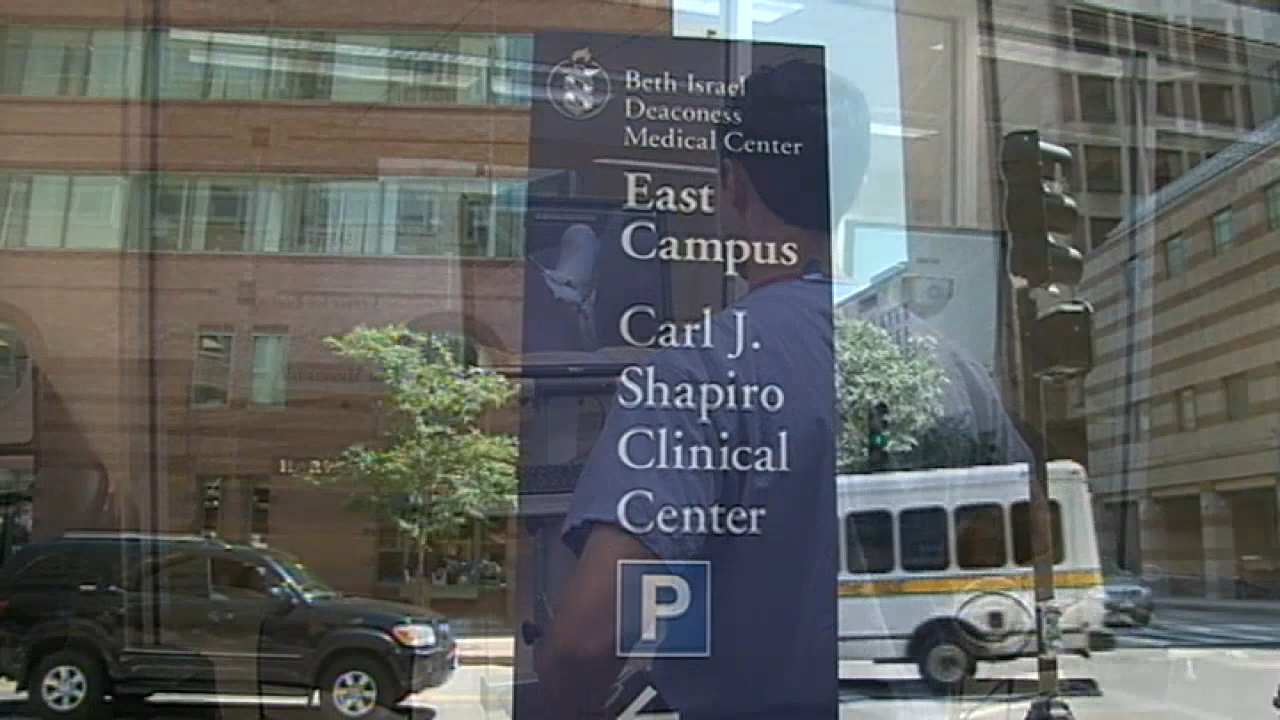 Beth Israel
Deaconess
Medical Center
East
Campus
Carl J.
Shapiro
Clinical
Center
P